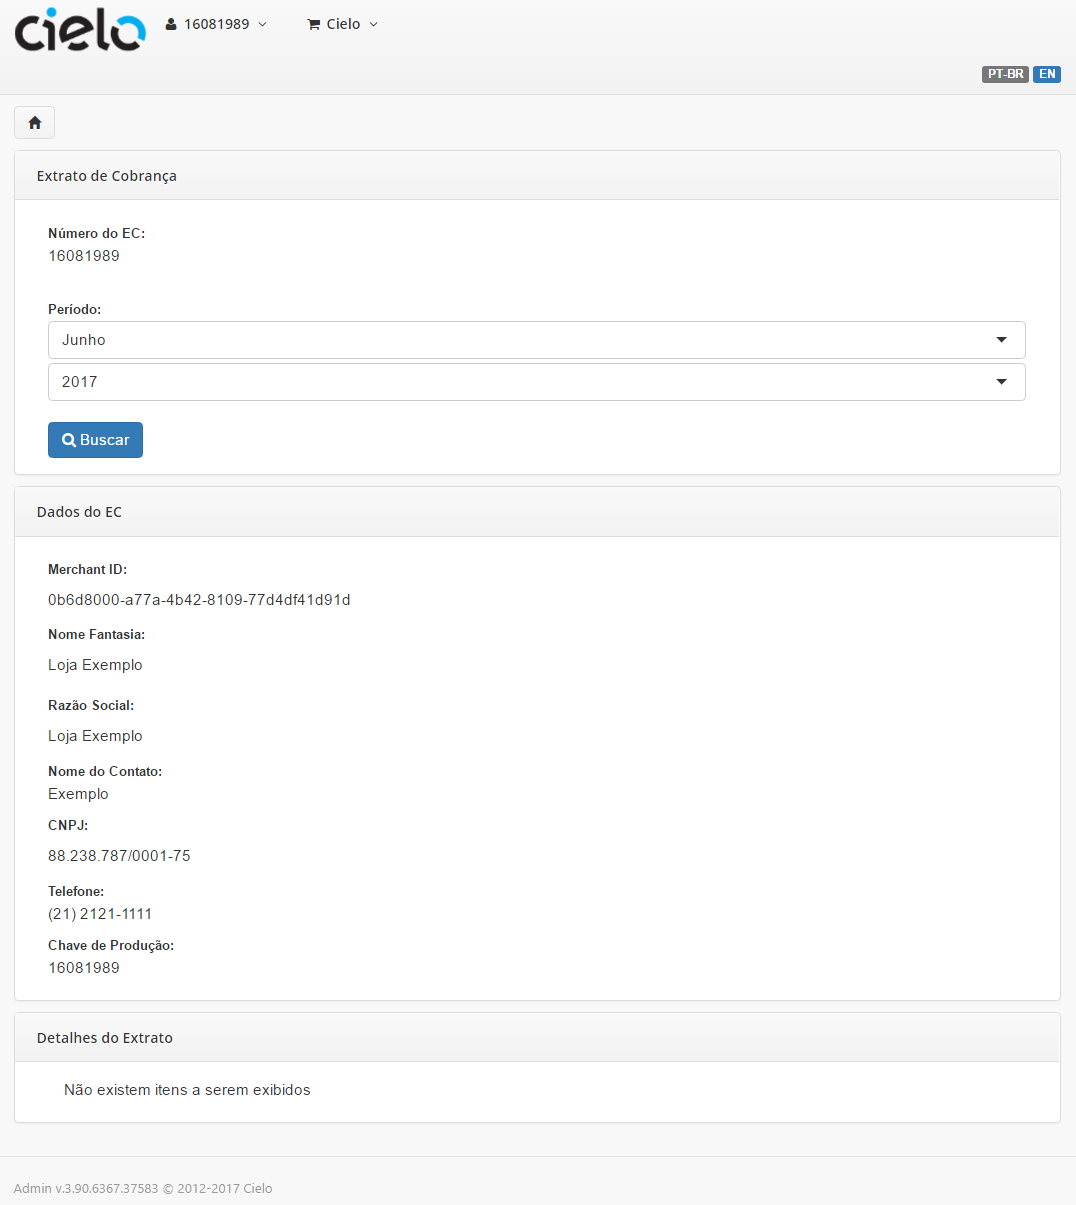 cielo 16081989 Cielo
PT-BR EN
Extrato de Cobrança
Número do EC:
16081989
Período:
Junho
2017
Buscar
Dados do EC
Merchant ID:
0b6d8000-a77a-4b42-8109-77d4df41d91d
Nome Fantasia:
Loja Exemplo
Razão Social:
Loja Exemplo
Nome do Contato:
Exemplo
CNPJ:
88.238.787/0001-75
Telefone:
(21) 2121-1111
Chave de Produção:
16081989
Detalhes do Extrato
Não existem itens a serem exibidos
Admin v.3.90.6367.37583 © 2012-2017 Cielo